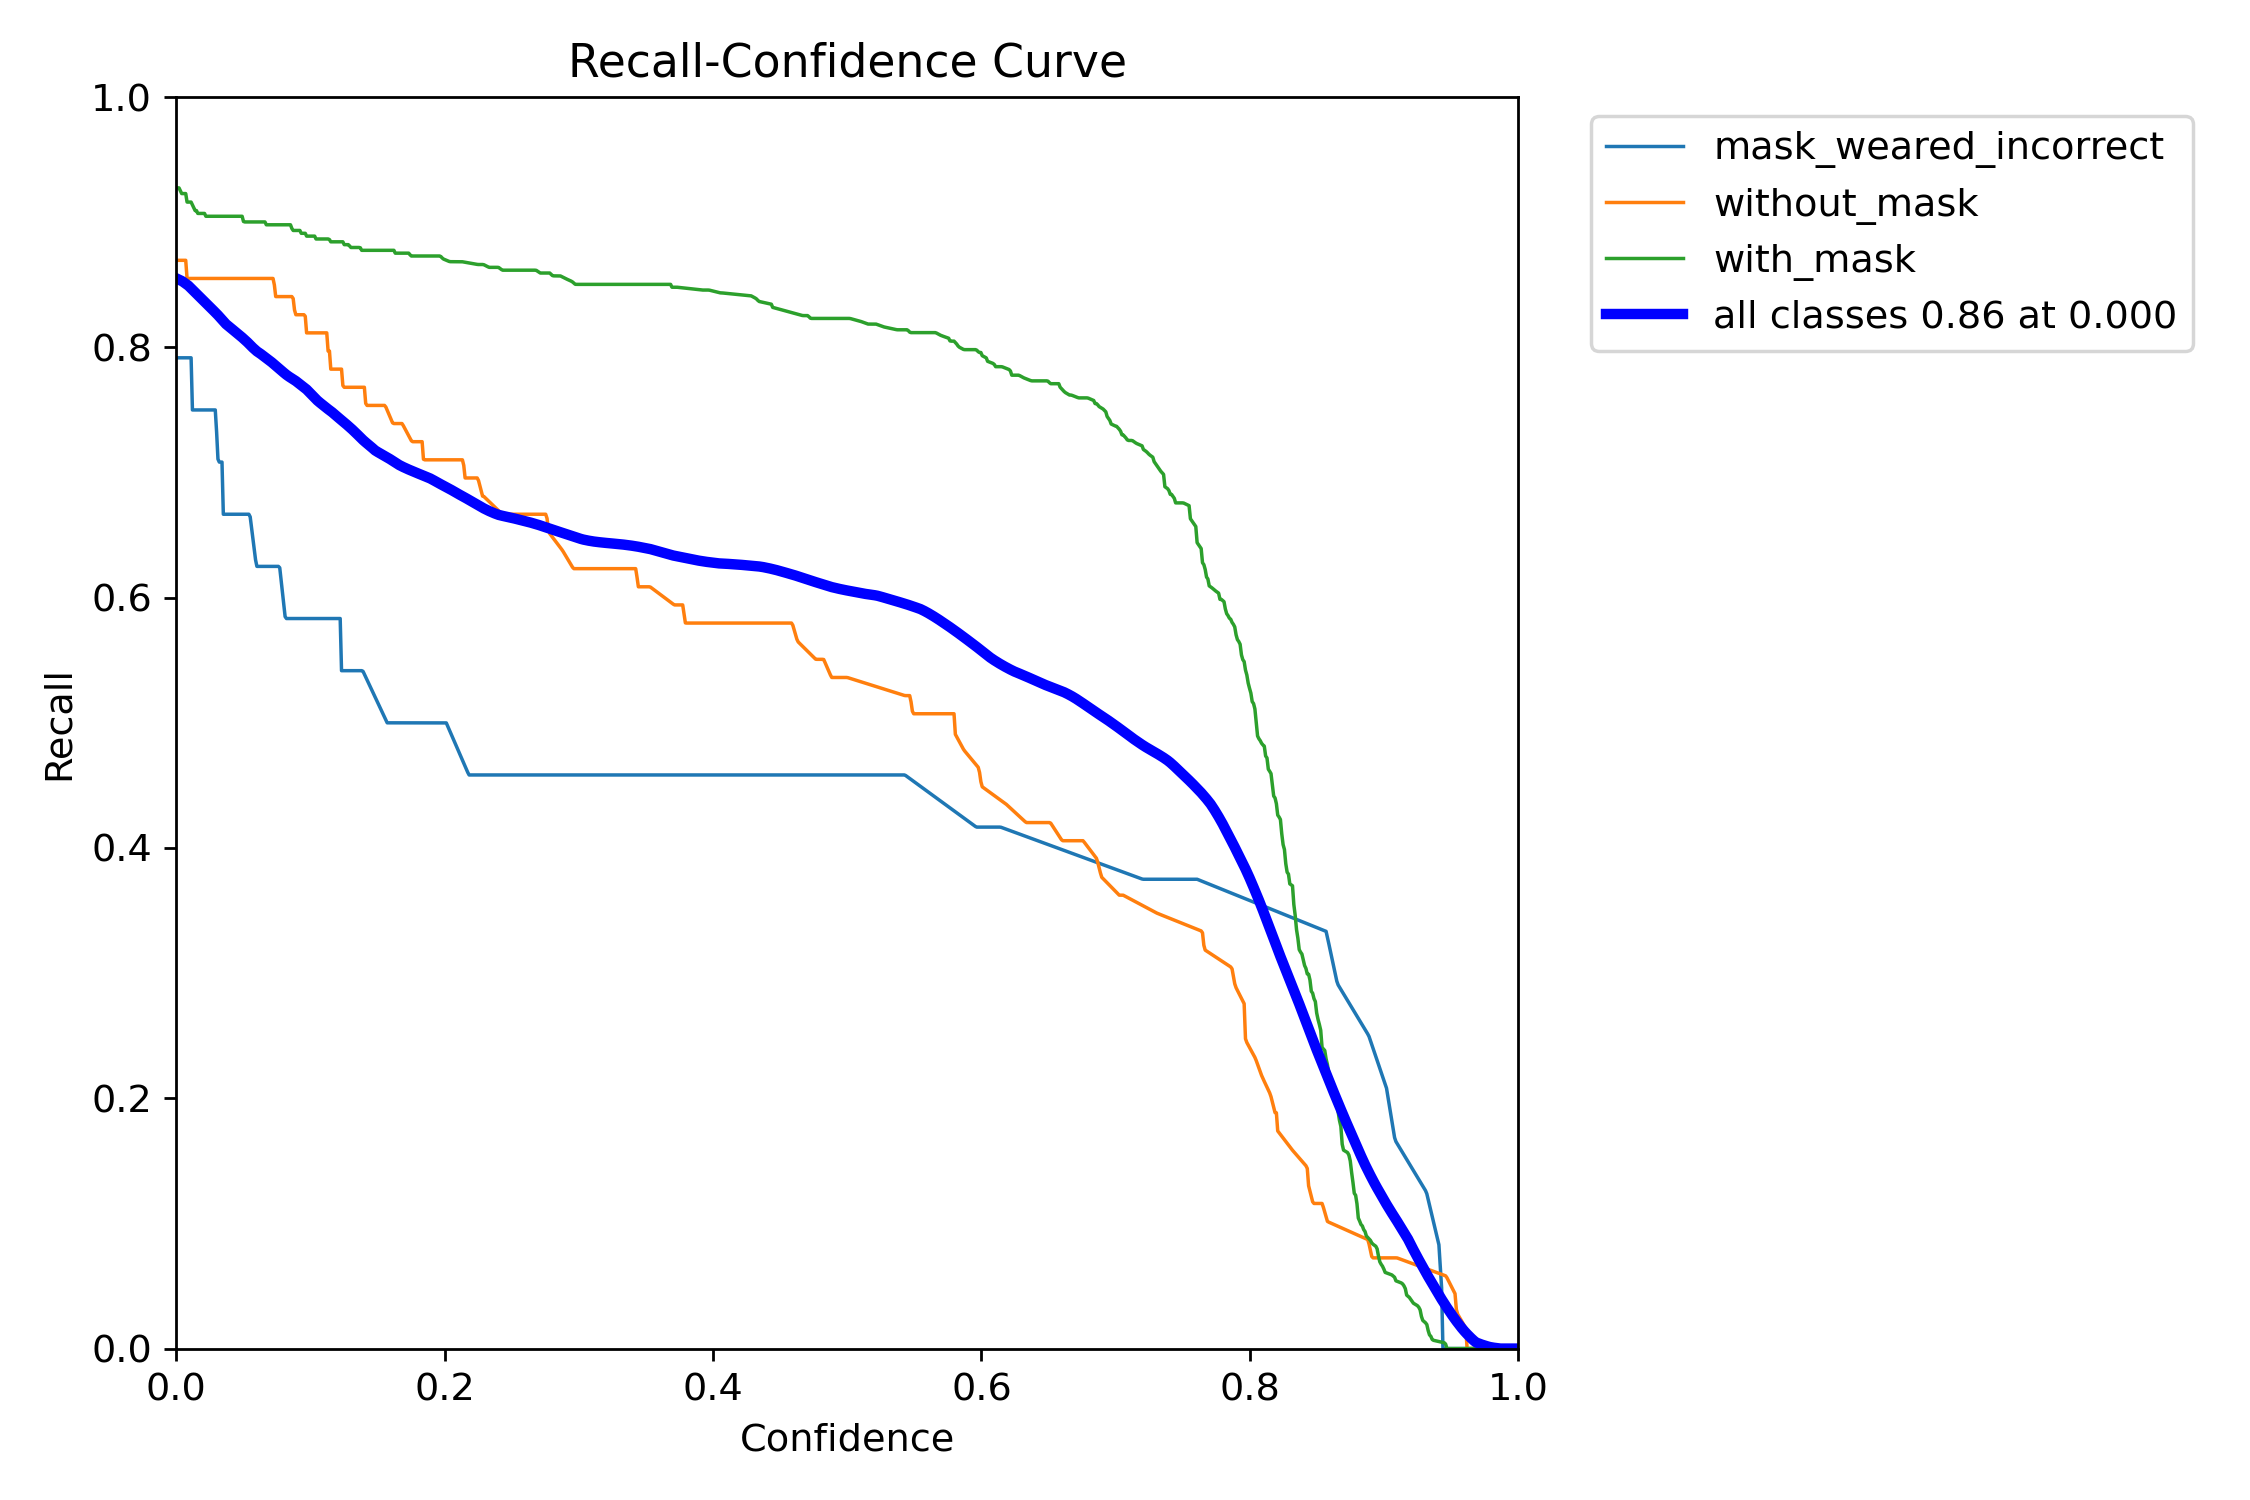 Recall-Confidence Curve
1.0
0.8
0.6
0.4
0.2
0.0
Recall
0.0 0.2 0.4 0.6 0.8 1.0
Confidence
mask_weared_incorrect
without_mask
with_mask
all classes 0.86 at 0.000